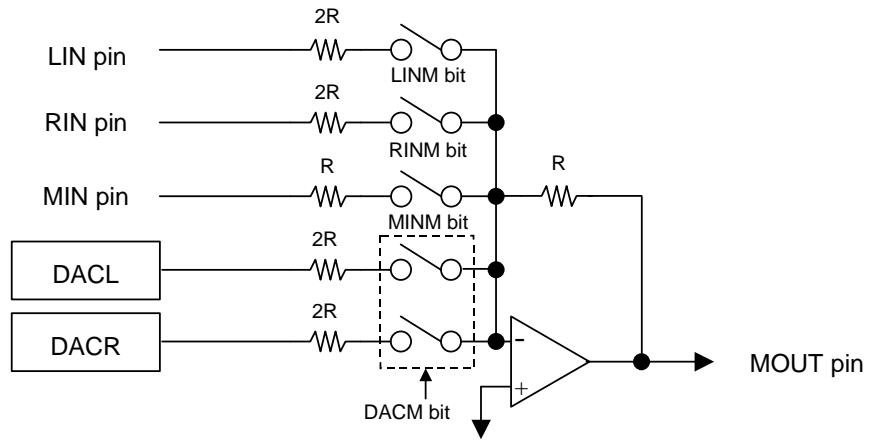 2R
LIN pin
LINM bit
2R
RIN pin
RINM bit
R
R
MIN pin
MINM bit
2R
DACL
2R
DACR
-
+
MOUT pin
DACM bit